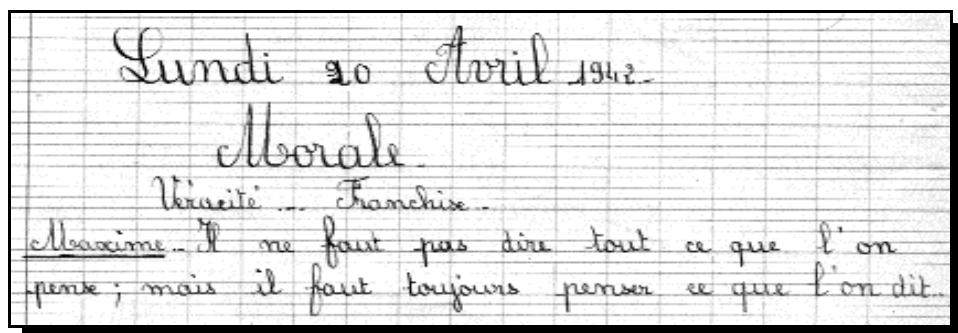 Lundi 20 Avril 1942.
Morale.
Véracité ... Franchise.
Maxime. Il ne faut pas dire tout ce que l'on
pense; mais il faut toujours penser ce que l'on dit.